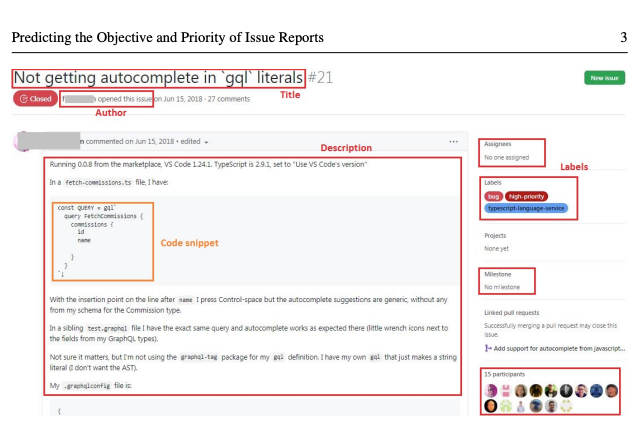 Predicting the Objective and Priority of Issue Reports 3
Not getting autocomplete in `gql` literals #21
New issue
Title
Closed opened this issue on Jun 15, 2018 · 27 comments
Author
commented on Jun 15, 2018 • edited
Description
Running 0.0.8 from the marketplace, VS Code 1.24.1. TypeScript is 2.9.1, set to "Use VS Code's version"
In a fetch-commissions.ts file, I have:
const QUERY = gql`
query FetchCommissions {
commissions {
id
name
}
}
`;
Code snippet
With the insertion point on the line after name I press Control-space but the autocomplete suggestions are generic, without any
from my schema for the Commission type.
In a sibling test.graphql file I have the exact same query and autocomplete works as expected there (little wrench icons next to
the fields from my GraphQL types).
Not sure it matters, but I'm not using the graphql-tag package for my gql definition. I have my own gql that just makes a string
literal (I don't want the AST).
My .graphqlconfig file is:
{
Assignees
No one assigned
Labels
Labels
bug high-priority
typescript-language-service
Projects
None yet
Milestone
No milestone
Linked pull requests
Successfully merging a pull request may close this
issue.
Add support for autocomplete from javascript...
15 participants